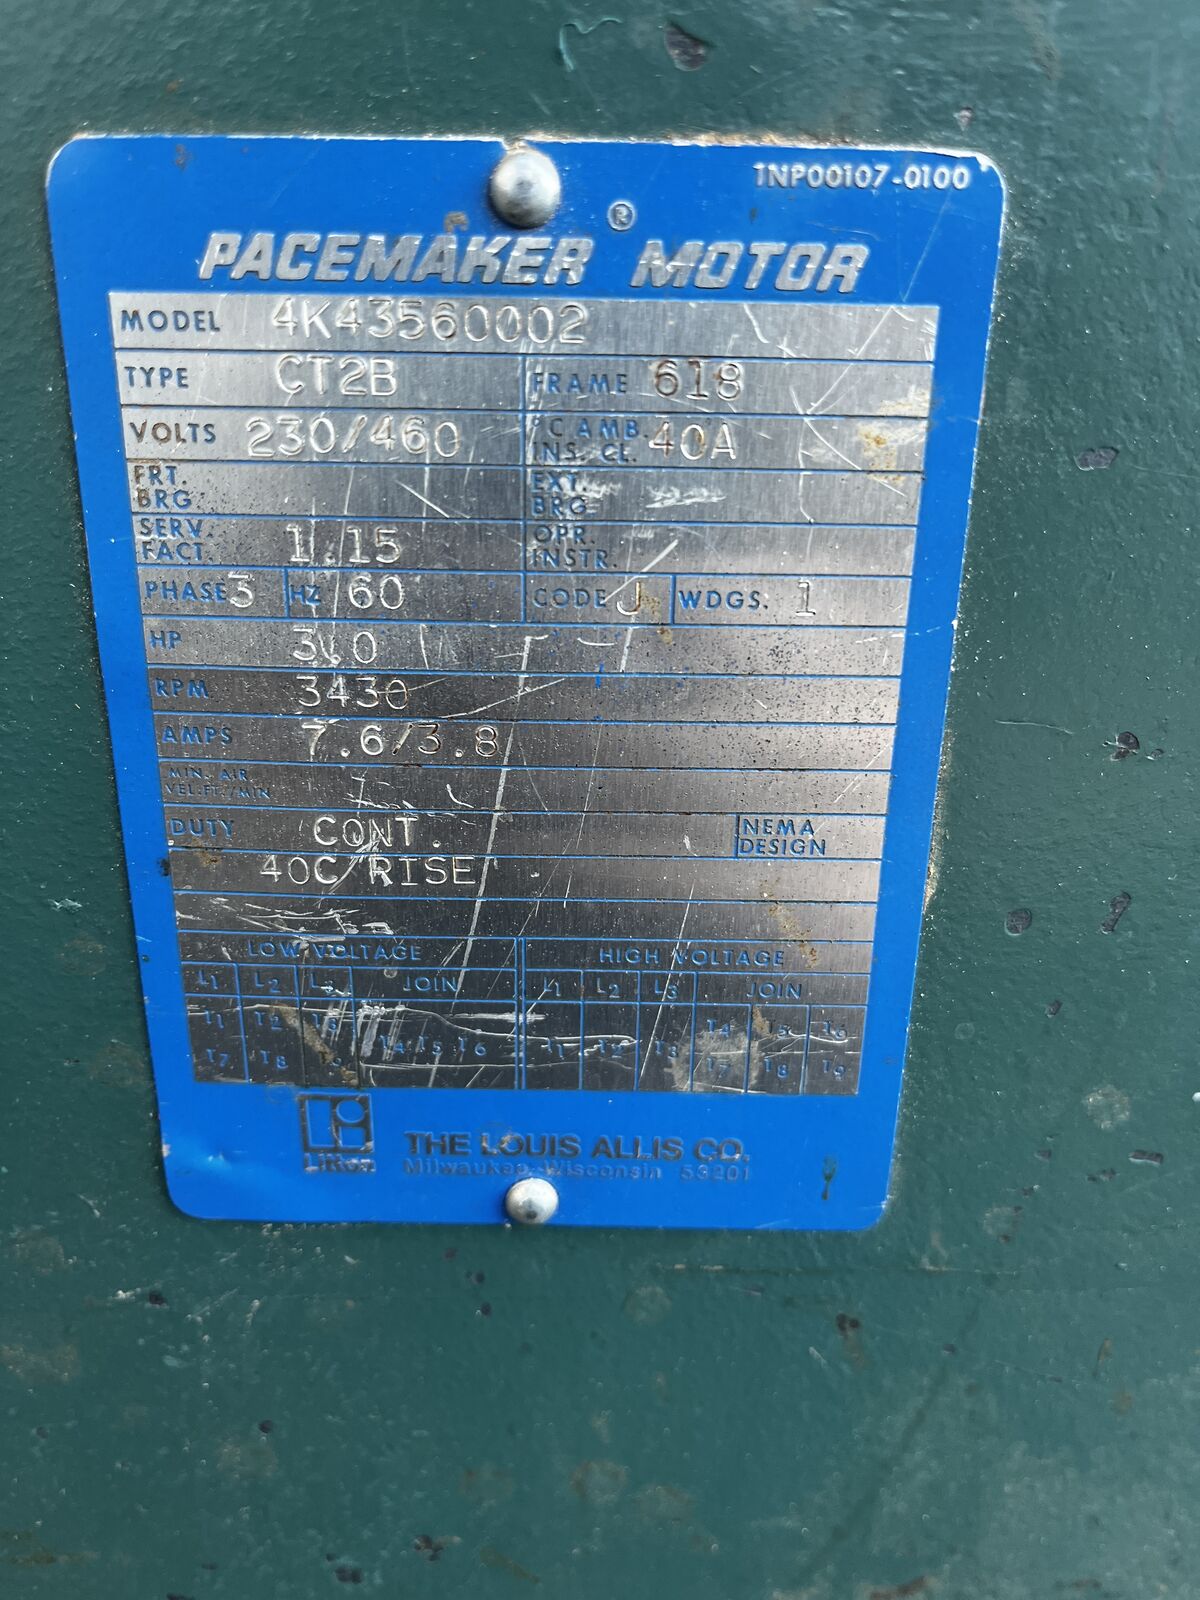 1NP00107-0100
PACEMAKER® MOTOR
MODEL 4K43560002
TYPE CT2B FRAME 618
VOLTS 230/460 °C AMB. INS. CL. 40A
FRT. BRG. EXT. BRG.
SERV. FACT. 1.15 OPR. INSTR.
PHASE 3 HZ 60 CODE J WDGS. 1
HP 3.0
RPM 3430
AMPS 7.6/3.8
MIN. AIR VEL. FT./MIN
DUTY CONT. NEMA DESIGN
40C RISE
LOW VOLTAGE HIGH VOLTAGE
L1 L2 L3 JOIN L1 L2 L3 JOIN
T1 T2 T3 T4 T5 T6
T4 T5 T6 T1 T2 T3
T7 T8 T9 T7 T8 T9
Litton THE LOUIS ALLIS CO.
Milwaukee, Wisconsin 53201